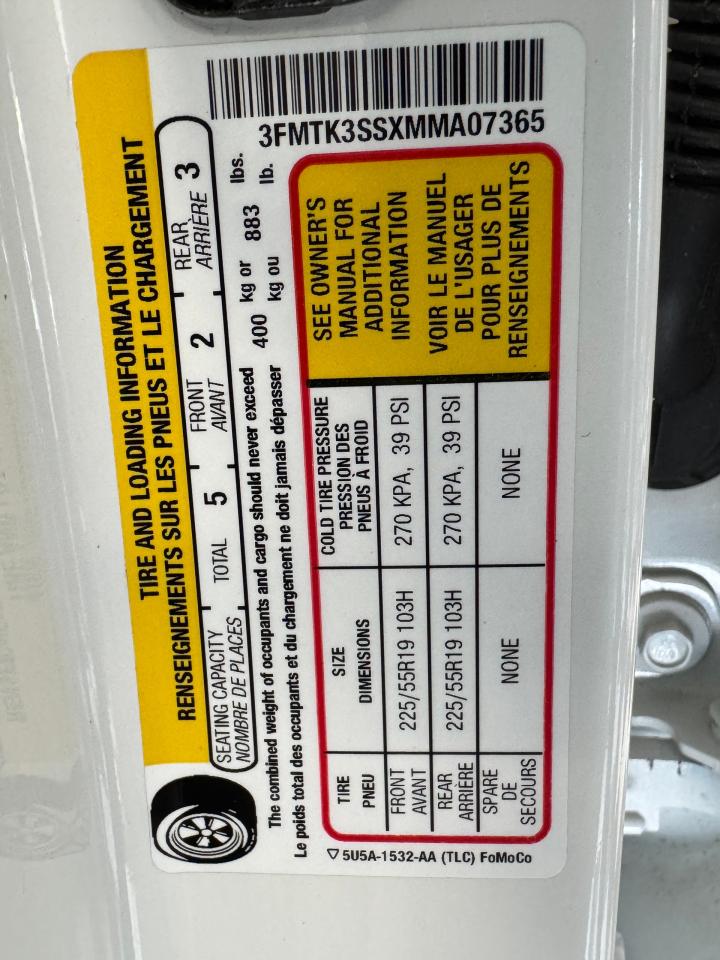 3FMTK3SSXMMA07365
TIRE AND LOADING INFORMATION
RENSEIGNEMENTS SUR LES PNEUS ET LE CHARGEMENT
SEATING CAPACITY
NOMBRE DE PLACES
TOTAL 5
FRONT
AVANT
2
REAR
ARRIÈRE
3
The combined weight of occupants and cargo should never exceed 400 kg or 883 lbs.
Le poids total des occupants et du chargement ne doit jamais dépasser 400 kg ou 883 lb.
TIRE
PNEU
SIZE
DIMENSIONS
COLD TIRE PRESSURE
PRESSION DES
PNEUS À FROID
FRONT
AVANT
225/55R19 103H
270 KPA, 39 PSI
REAR
ARRIÈRE
225/55R19 103H
270 KPA, 39 PSI
SPARE
DE
SECOURS
NONE
NONE
SEE OWNER'S
MANUAL FOR
ADDITIONAL
INFORMATION
VOIR LE MANUEL
DE L'USAGER
POUR PLUS DE
RENSEIGNEMENTS
5U5A-1532-AA (TLC) FoMoCo